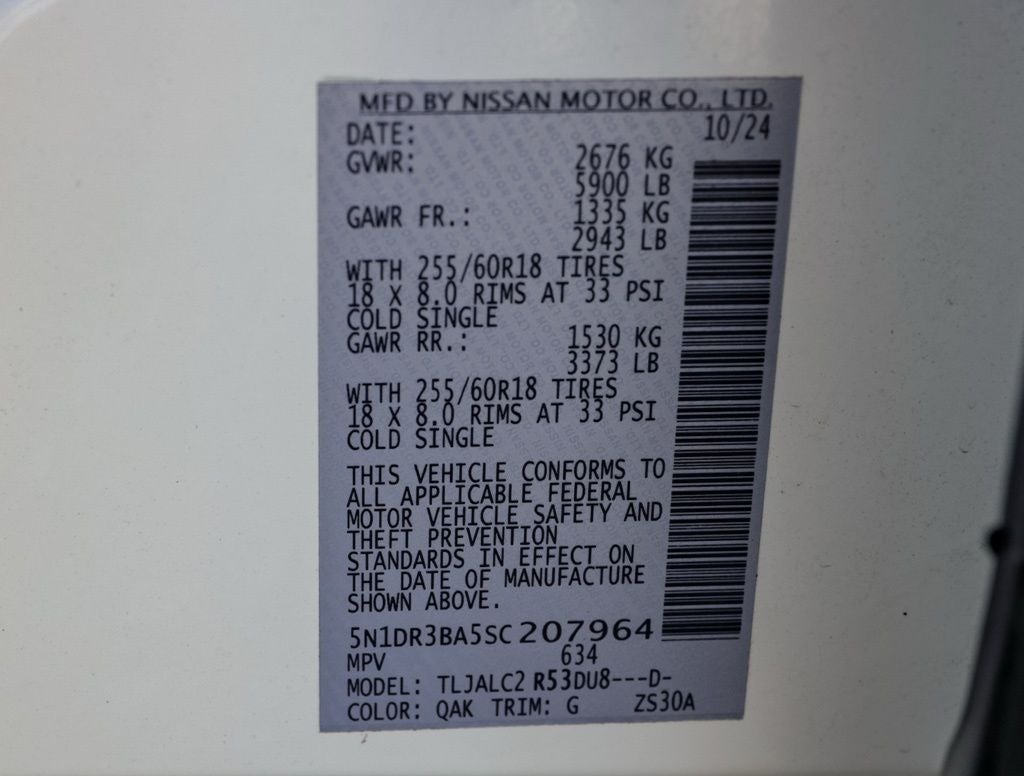 MFD BY NISSAN MOTOR CO., LTD.
DATE: 10/24
GVWR: 2676 KG
5900 LB
GAWR FR.: 1335 KG
2943 LB
WITH 255/60R18 TIRES
18 X 8.0 RIMS AT 33 PSI
COLD SINGLE
GAWR RR.: 1530 KG
3373 LB
WITH 255/60R18 TIRES
18 X 8.0 RIMS AT 33 PSI
COLD SINGLE
THIS VEHICLE CONFORMS TO
ALL APPLICABLE FEDERAL
MOTOR VEHICLE SAFETY AND
THEFT PREVENTION
STANDARDS IN EFFECT ON
THE DATE OF MANUFACTURE
SHOWN ABOVE.
5N1DR3BA5SC207964
MPV 634
MODEL: TLJALC2 R53DU8---D-
COLOR: QAK TRIM: G ZS30A